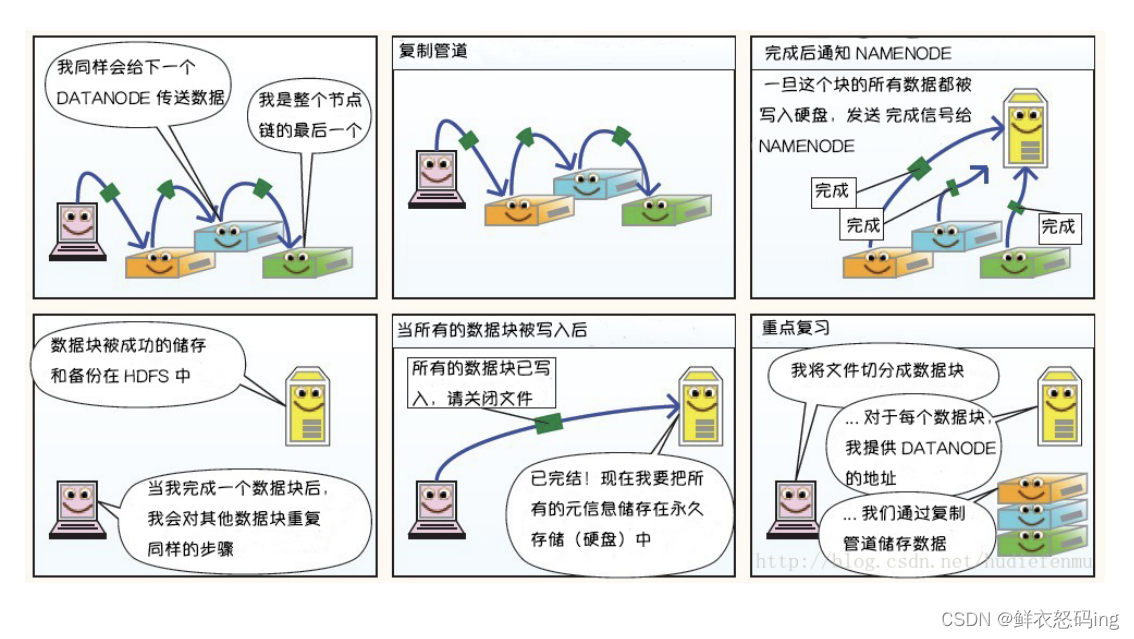 我同样会给下一个
DATANODE 传送数据
我是整个节点
链的最后一个
复制管道
完成后通知 NAMENODE
一旦这个块的所有数据都被
写入硬盘，发送 完成信号给
NAMENODE
完成
完成
完成
数据块被成功的储存
和备份在 HDFS 中
当我完成一个数据块后，
我会对其他数据块重复
同样的步骤
当所有的数据块被写入后
所有的数据块已写
入，请关闭文件
已完结！现在我要把所
有的元信息储存在永久
存储（硬盘）中
重点复习
我将文件切分成数据块
... 对于每个数据块，
我提供 DATANODE
的地址
... 我们通过复制
管道储存数据
http://blog.csdn.net/hudiefenmu
CSDN @鲜衣怒码ing